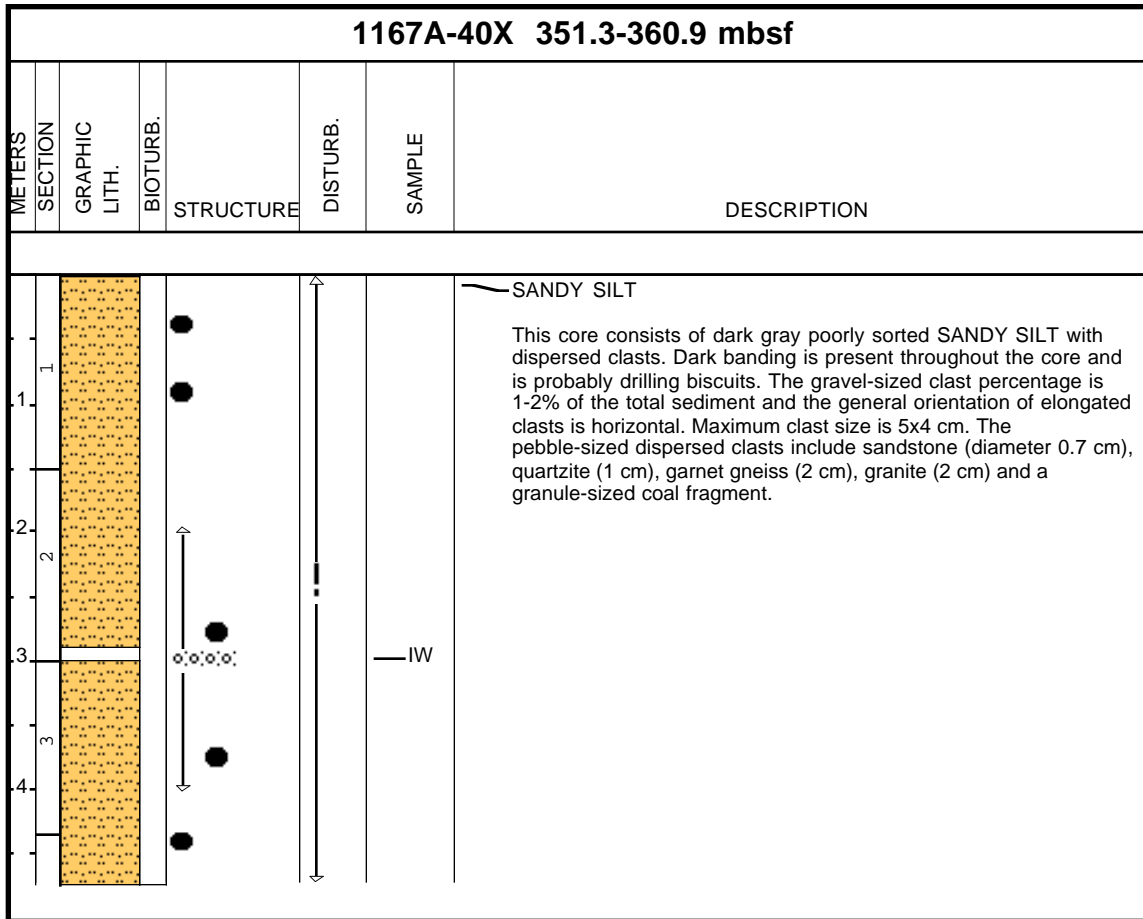 1167A-40X 351.3-360.9 mbsf
METERS
SECTION
GRAPHIC
LITH.
BIOTURB.
STRUCTURE
DISTURB.
SAMPLE
DESCRIPTION
SANDY SILT
This core consists of dark gray poorly sorted SANDY SILT with
dispersed clasts. Dark banding is present throughout the core and
is probably drilling biscuits. The gravel-sized clast percentage is
1-2% of the total sediment and the general orientation of elongated
clasts is horizontal. Maximum clast size is 5x4 cm. The
pebble-sized dispersed clasts include sandstone (diameter 0.7 cm),
quartzite (1 cm), garnet gneiss (2 cm), granite (2 cm) and a
granule-sized coal fragment.
1
1
2
2
3
IW
3
4